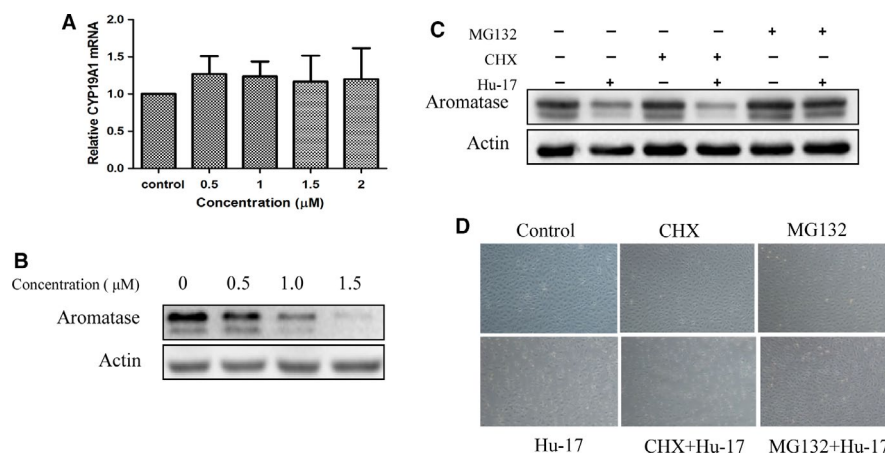 A
Relative CYP19A1 mRNA
2.0
1.5
1.0
0.5
0.0
control 0.5 1 1.5 2
Concentration (μM)
B
Concentration ( μM) 0 0.5 1.0 1.5
Aromatase
Actin
C
MG132 − − − − + +
CHX − − + + − −
Hu-17 − + − + − +
Aromatase
Actin
D
Control CHX MG132
Hu-17 CHX+Hu-17 MG132+Hu-17